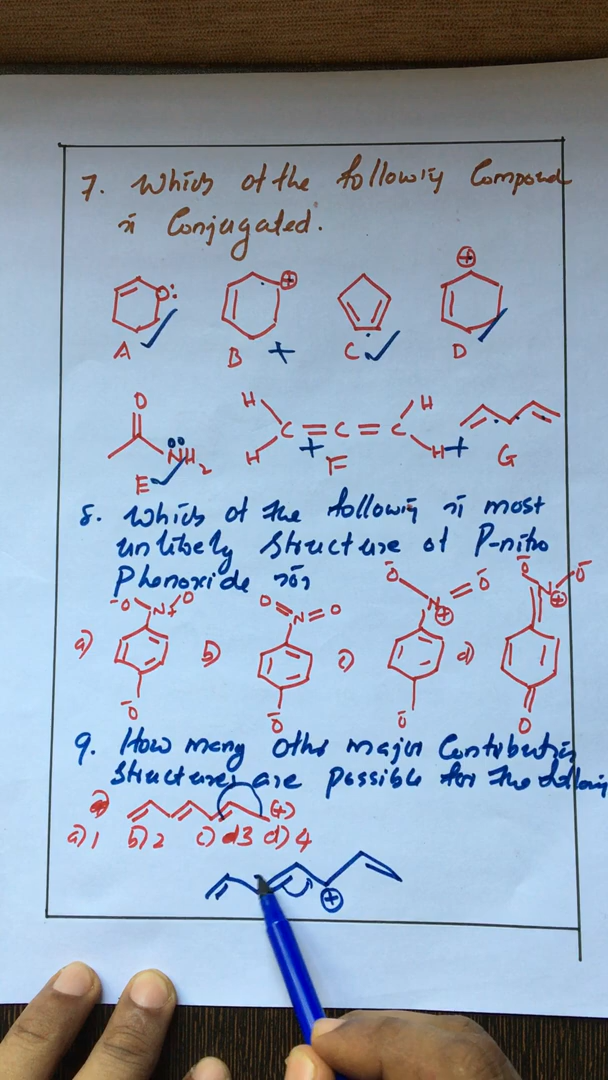 7. Which of the following Compound
is Conjugated.
O:
A B + C D
O
NH2
E
H H
C = C = C
H H
F G
8. Which of the following is most
unlikely structure of P-nitro
Phenoxide ion
a) -O N+ O O-
b) O = N = O O-
c) O- N = O- O-
d) O- N O- O
9. How many other major Contributing
Structures are possible for the following
(+)
a) 1 b) 2 c) 3 d) 4